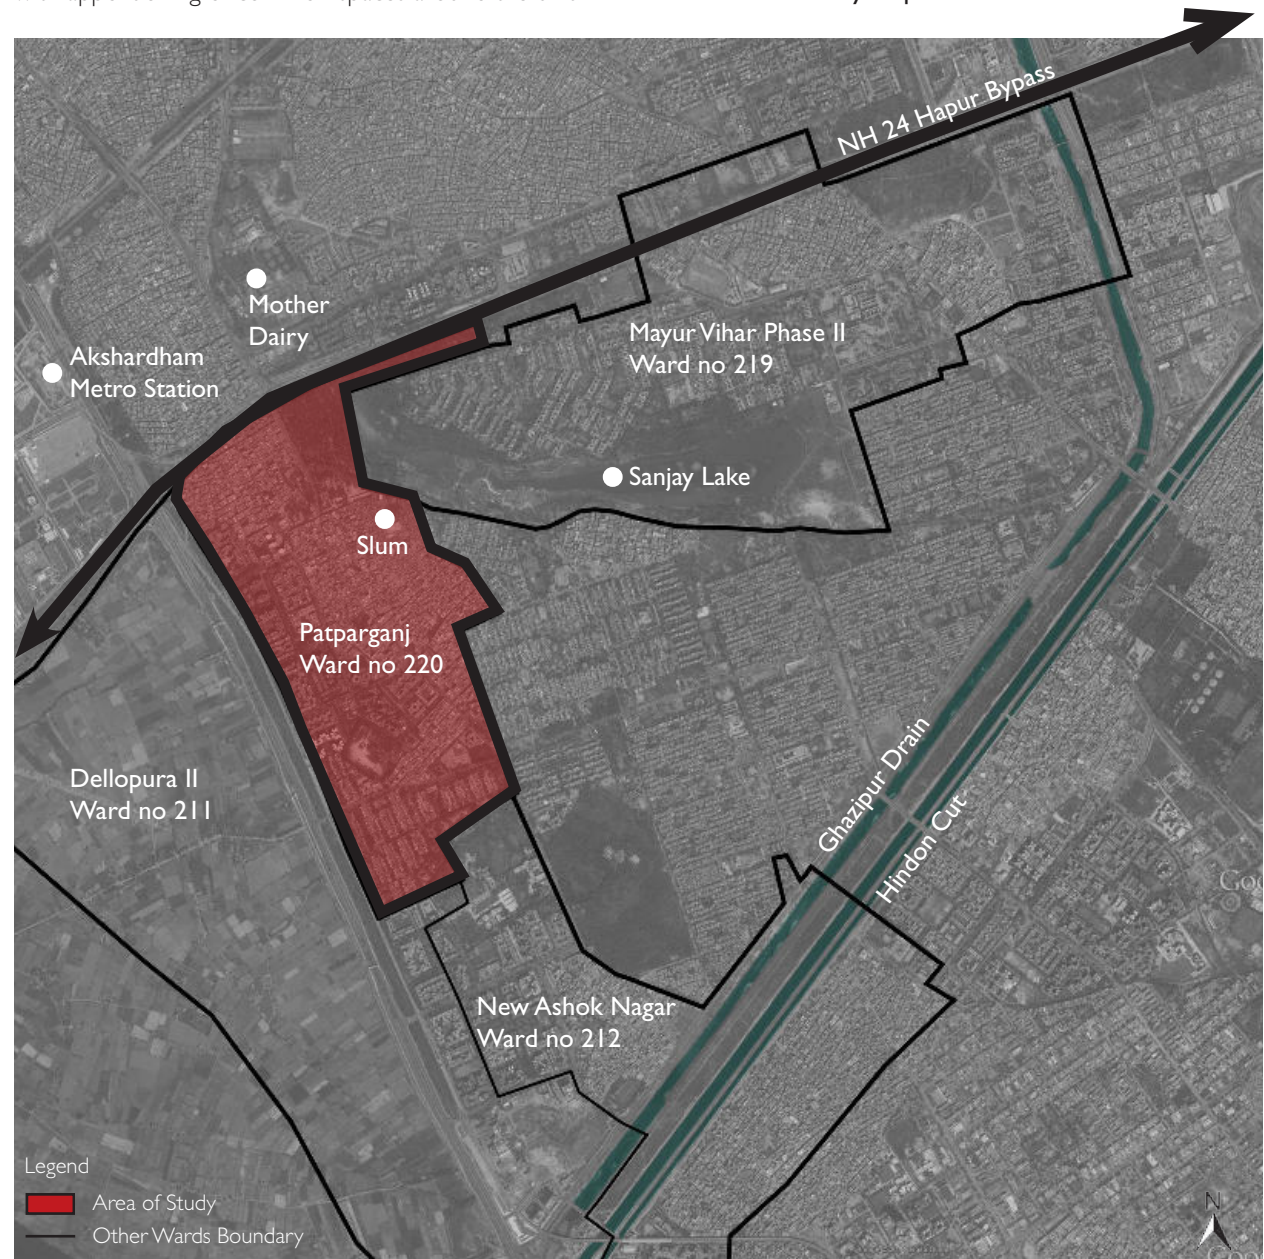 NH 24 Hapur Bypass
Mother
Dairy
Akshardham
Metro Station
Mayur Vihar Phase II
Ward no 219
Sanjay Lake
Slum
Patparganj
Ward no 220
Dellopura II
Ward no 211
Ghazipur Drain
Hindon Cut
New Ashok Nagar
Ward no 212
Goo
Legend
Area of Study
Other Wards Boundary
N